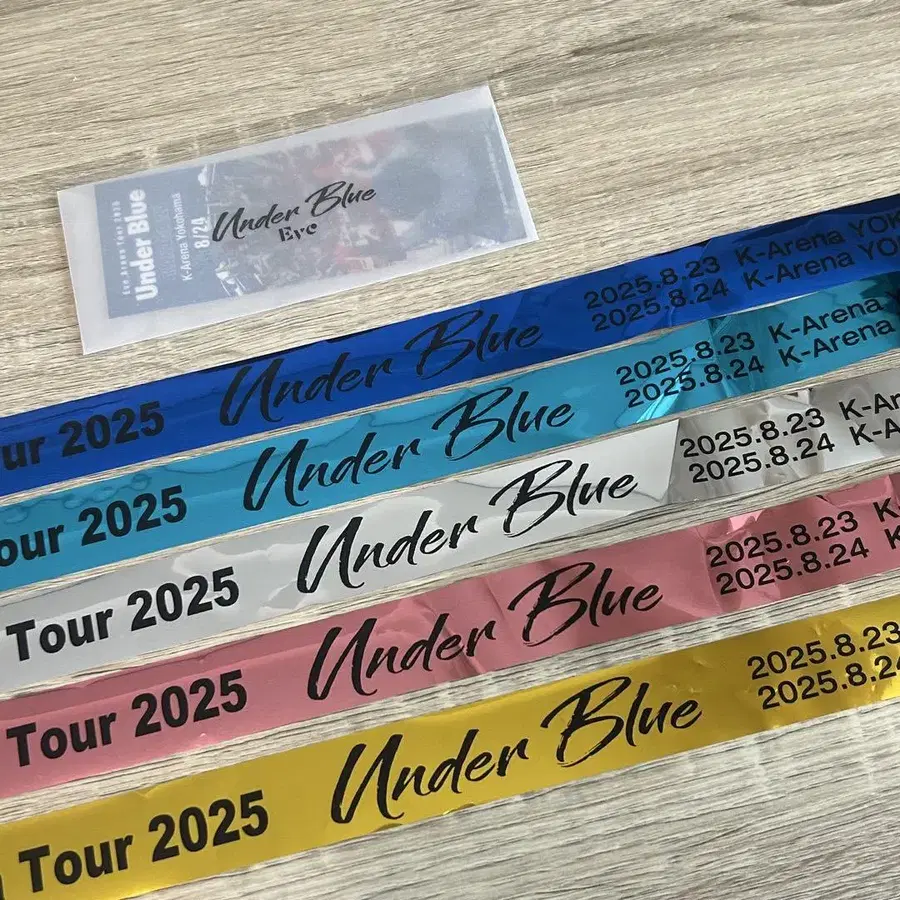 Eve Arena Tour 2025
Under Blue
K-Arena Yokohama
8/24
Under Blue
Eve
ur 2025 Under Blue 2025.8.23 K-Arena YOK
2025.8.24 K-Arena YO
our 2025 Under Blue 2025.8.23 K-Arena
2025.8.24 K-Arena
Tour 2025 Under Blue 2025.8.23 K-Ar
2025.8.24 K-A
Tour 2025 Under Blue 2025.8.23 K
2025.8.24 K
Tour 2025 Under Blue 2025.8.23
2025.8.24